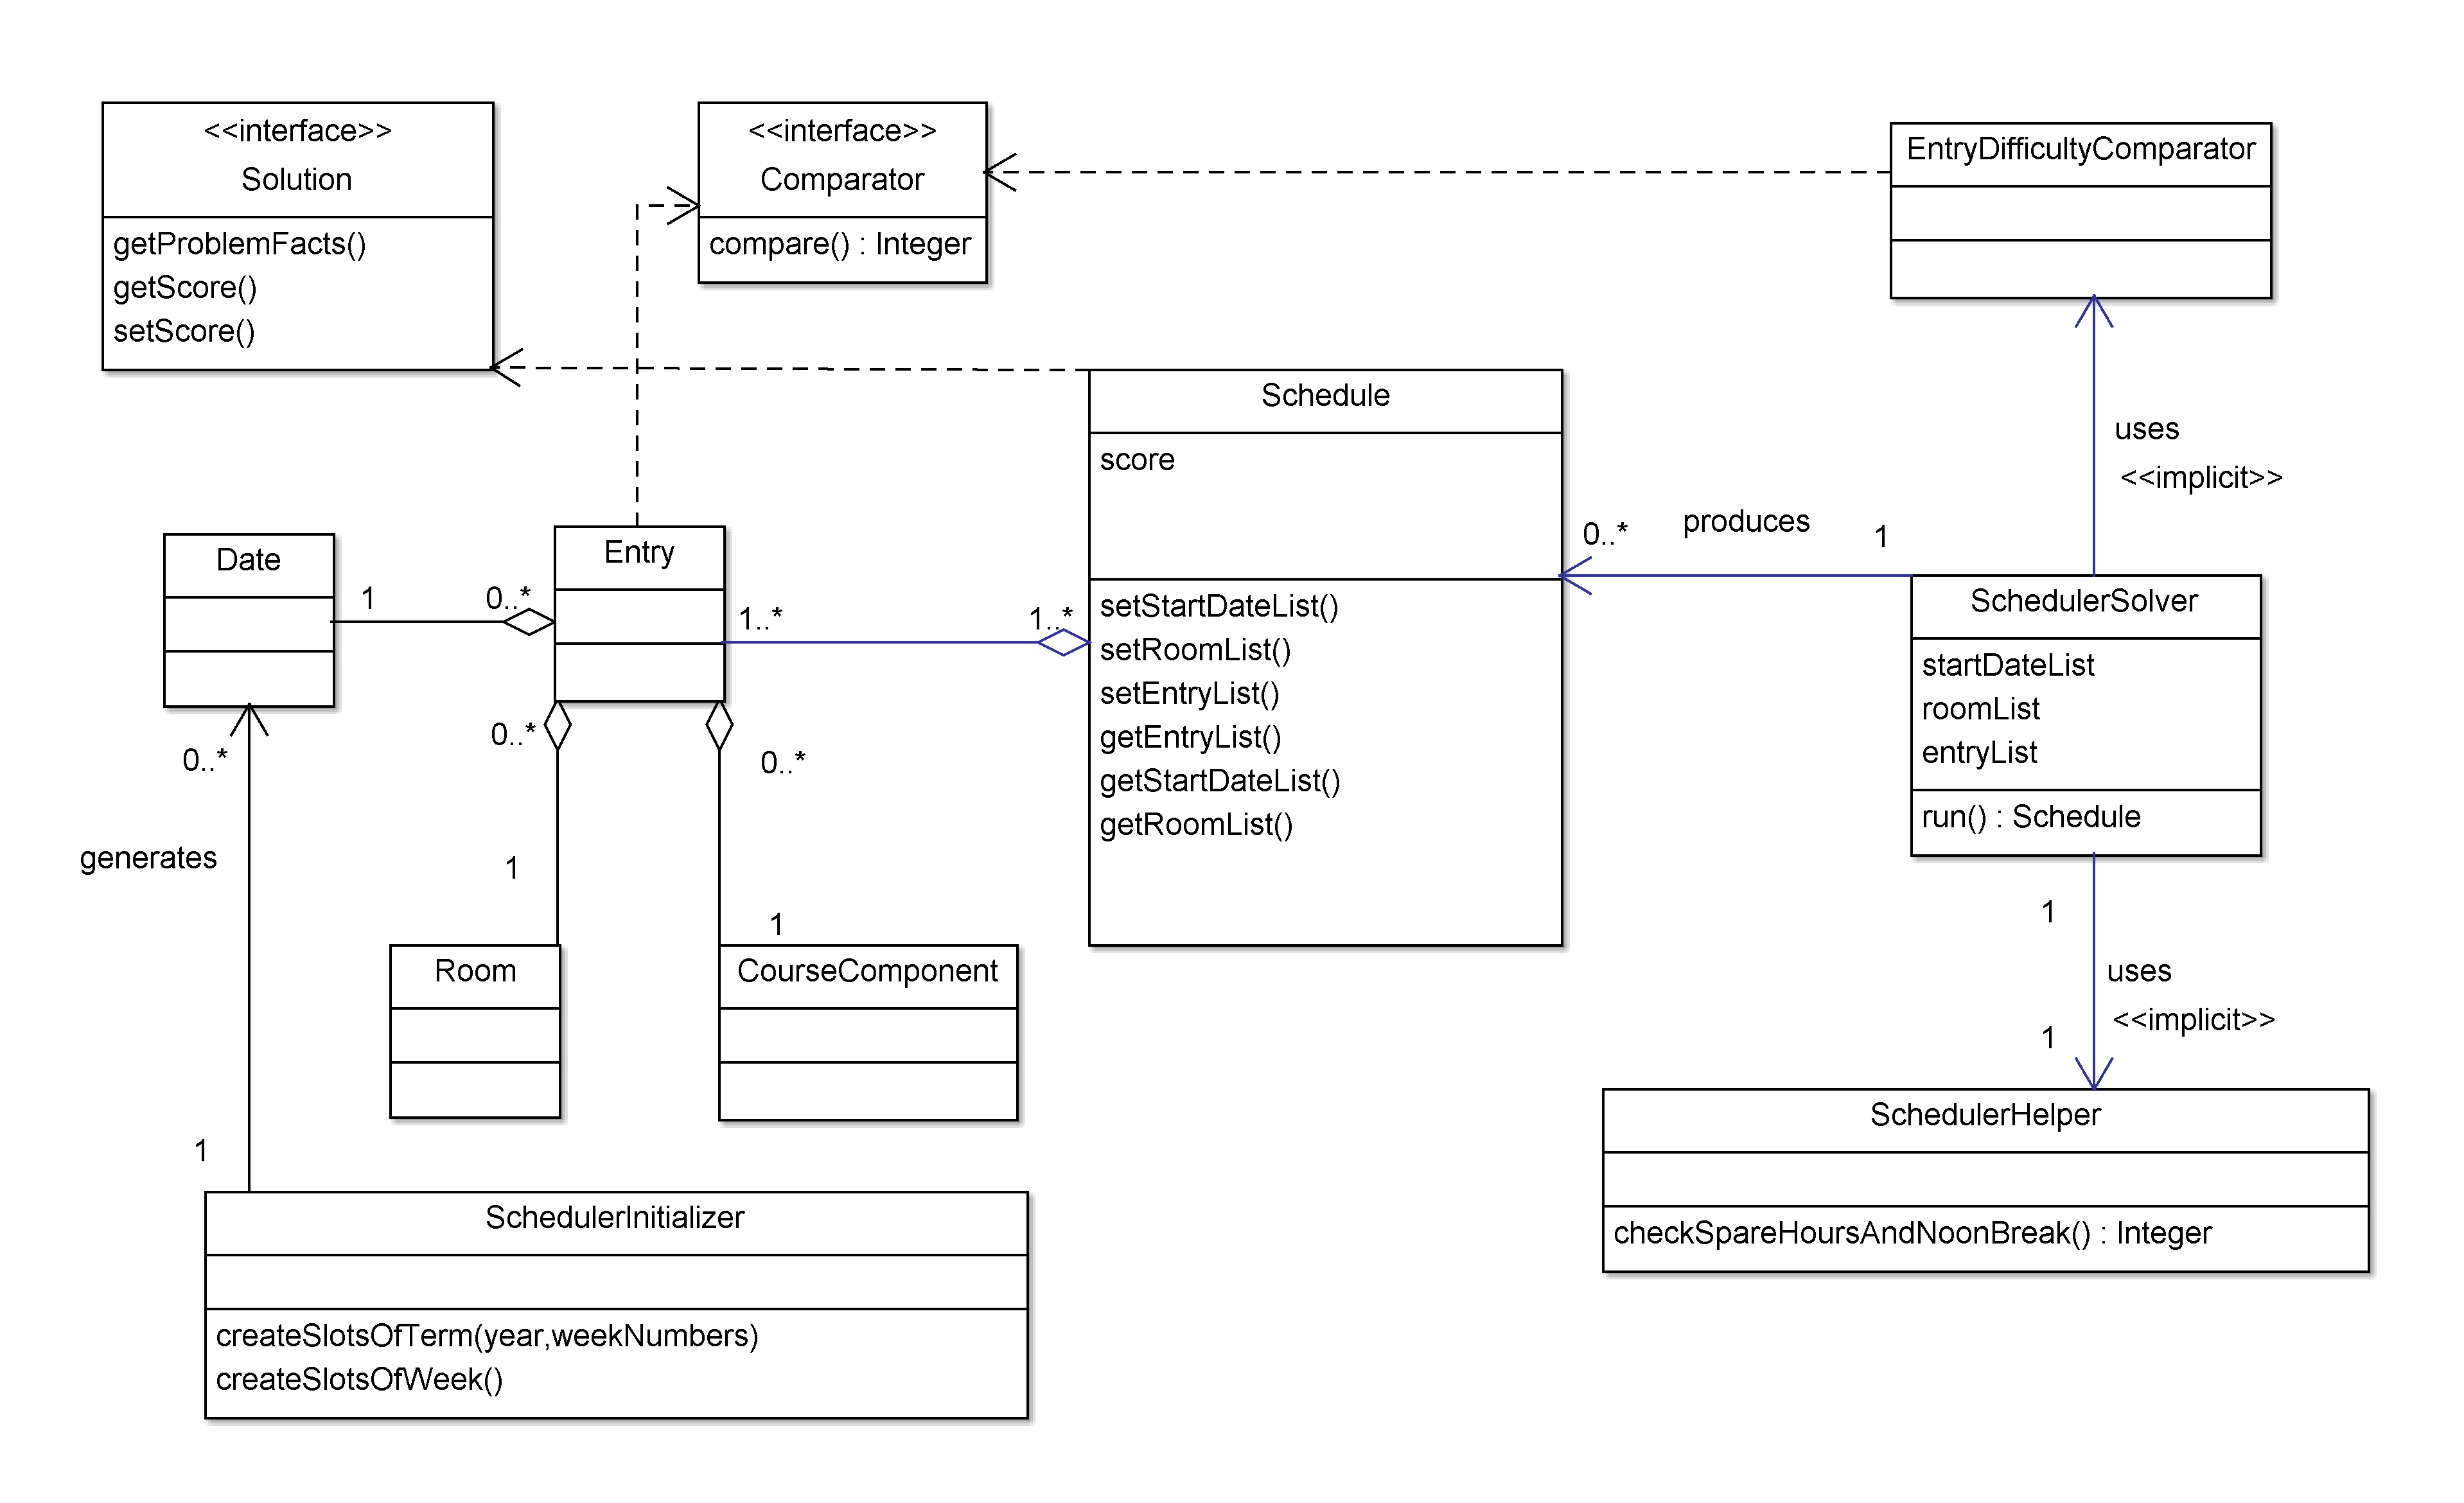 <<interface>>
Solution
getProblemFacts()
getScore()
setScore()
<<interface>>
Comparator
compare() : Integer
EntryDifficultyComparator
uses
<<implicit>>
Schedule
score
setStartDateList()
setRoomList()
setEntryList()
getEntryList()
getStartDateList()
getRoomList()
0..*
produces
1
SchedulerSolver
startDateList
roomList
entryList
run() : Schedule
Date
1
0..*
Entry
1..*
1..*
0..*
0..*
0..*
generates
1
1
1
Room
CourseComponent
1
uses
<<implicit>>
1
SchedulerHelper
checkSpareHoursAndNoonBreak() : Integer
SchedulerInitializer
createSlotsOfTerm(year,weekNumbers)
createSlotsOfWeek()